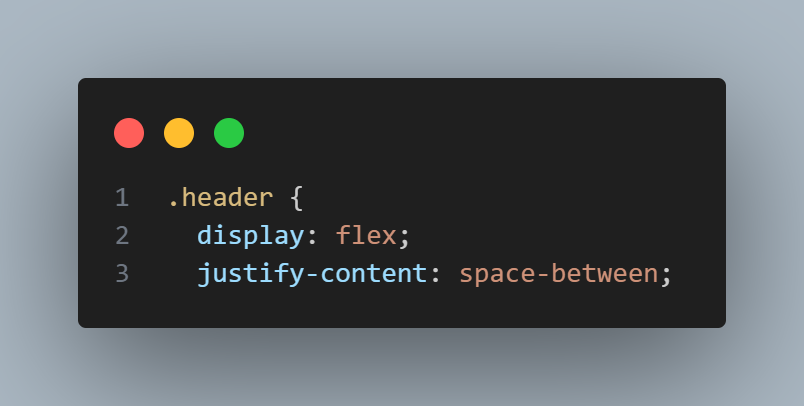 1 .header {
2 display: flex;
3 justify-content: space-between;